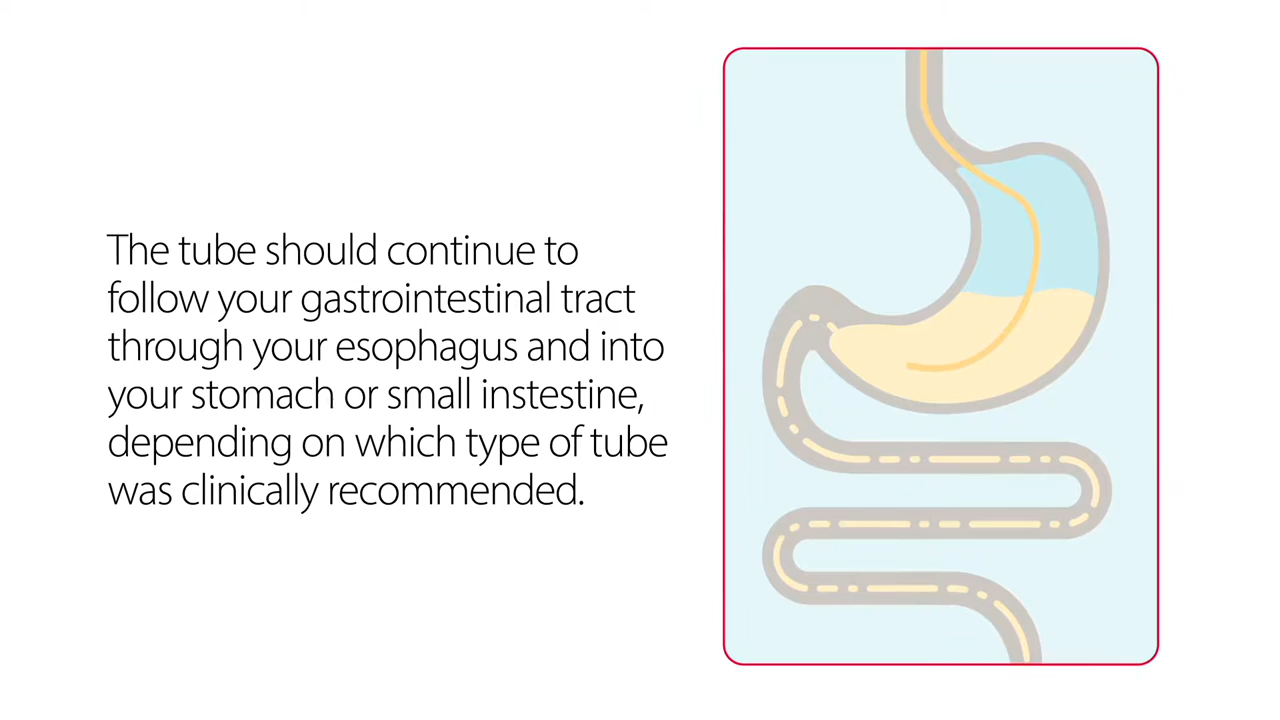 The tube should continue to
follow your gastrointestinal tract
through your esophagus and into
your stomach or small instestine,
depending on which type of tube
was clinically recommended.